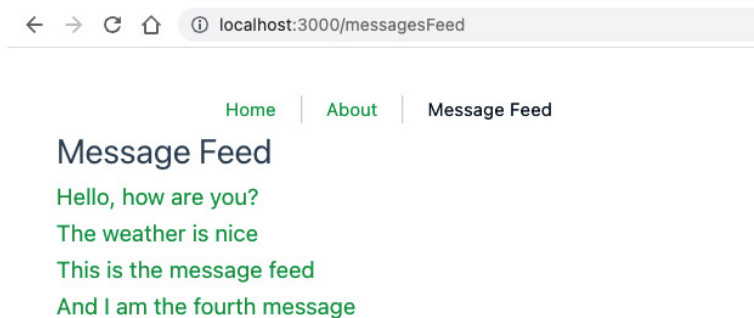 localhost:3000/messagesFeed
Home About Message Feed
Message Feed
Hello, how are you?
The weather is nice
This is the message feed
And I am the fourth message